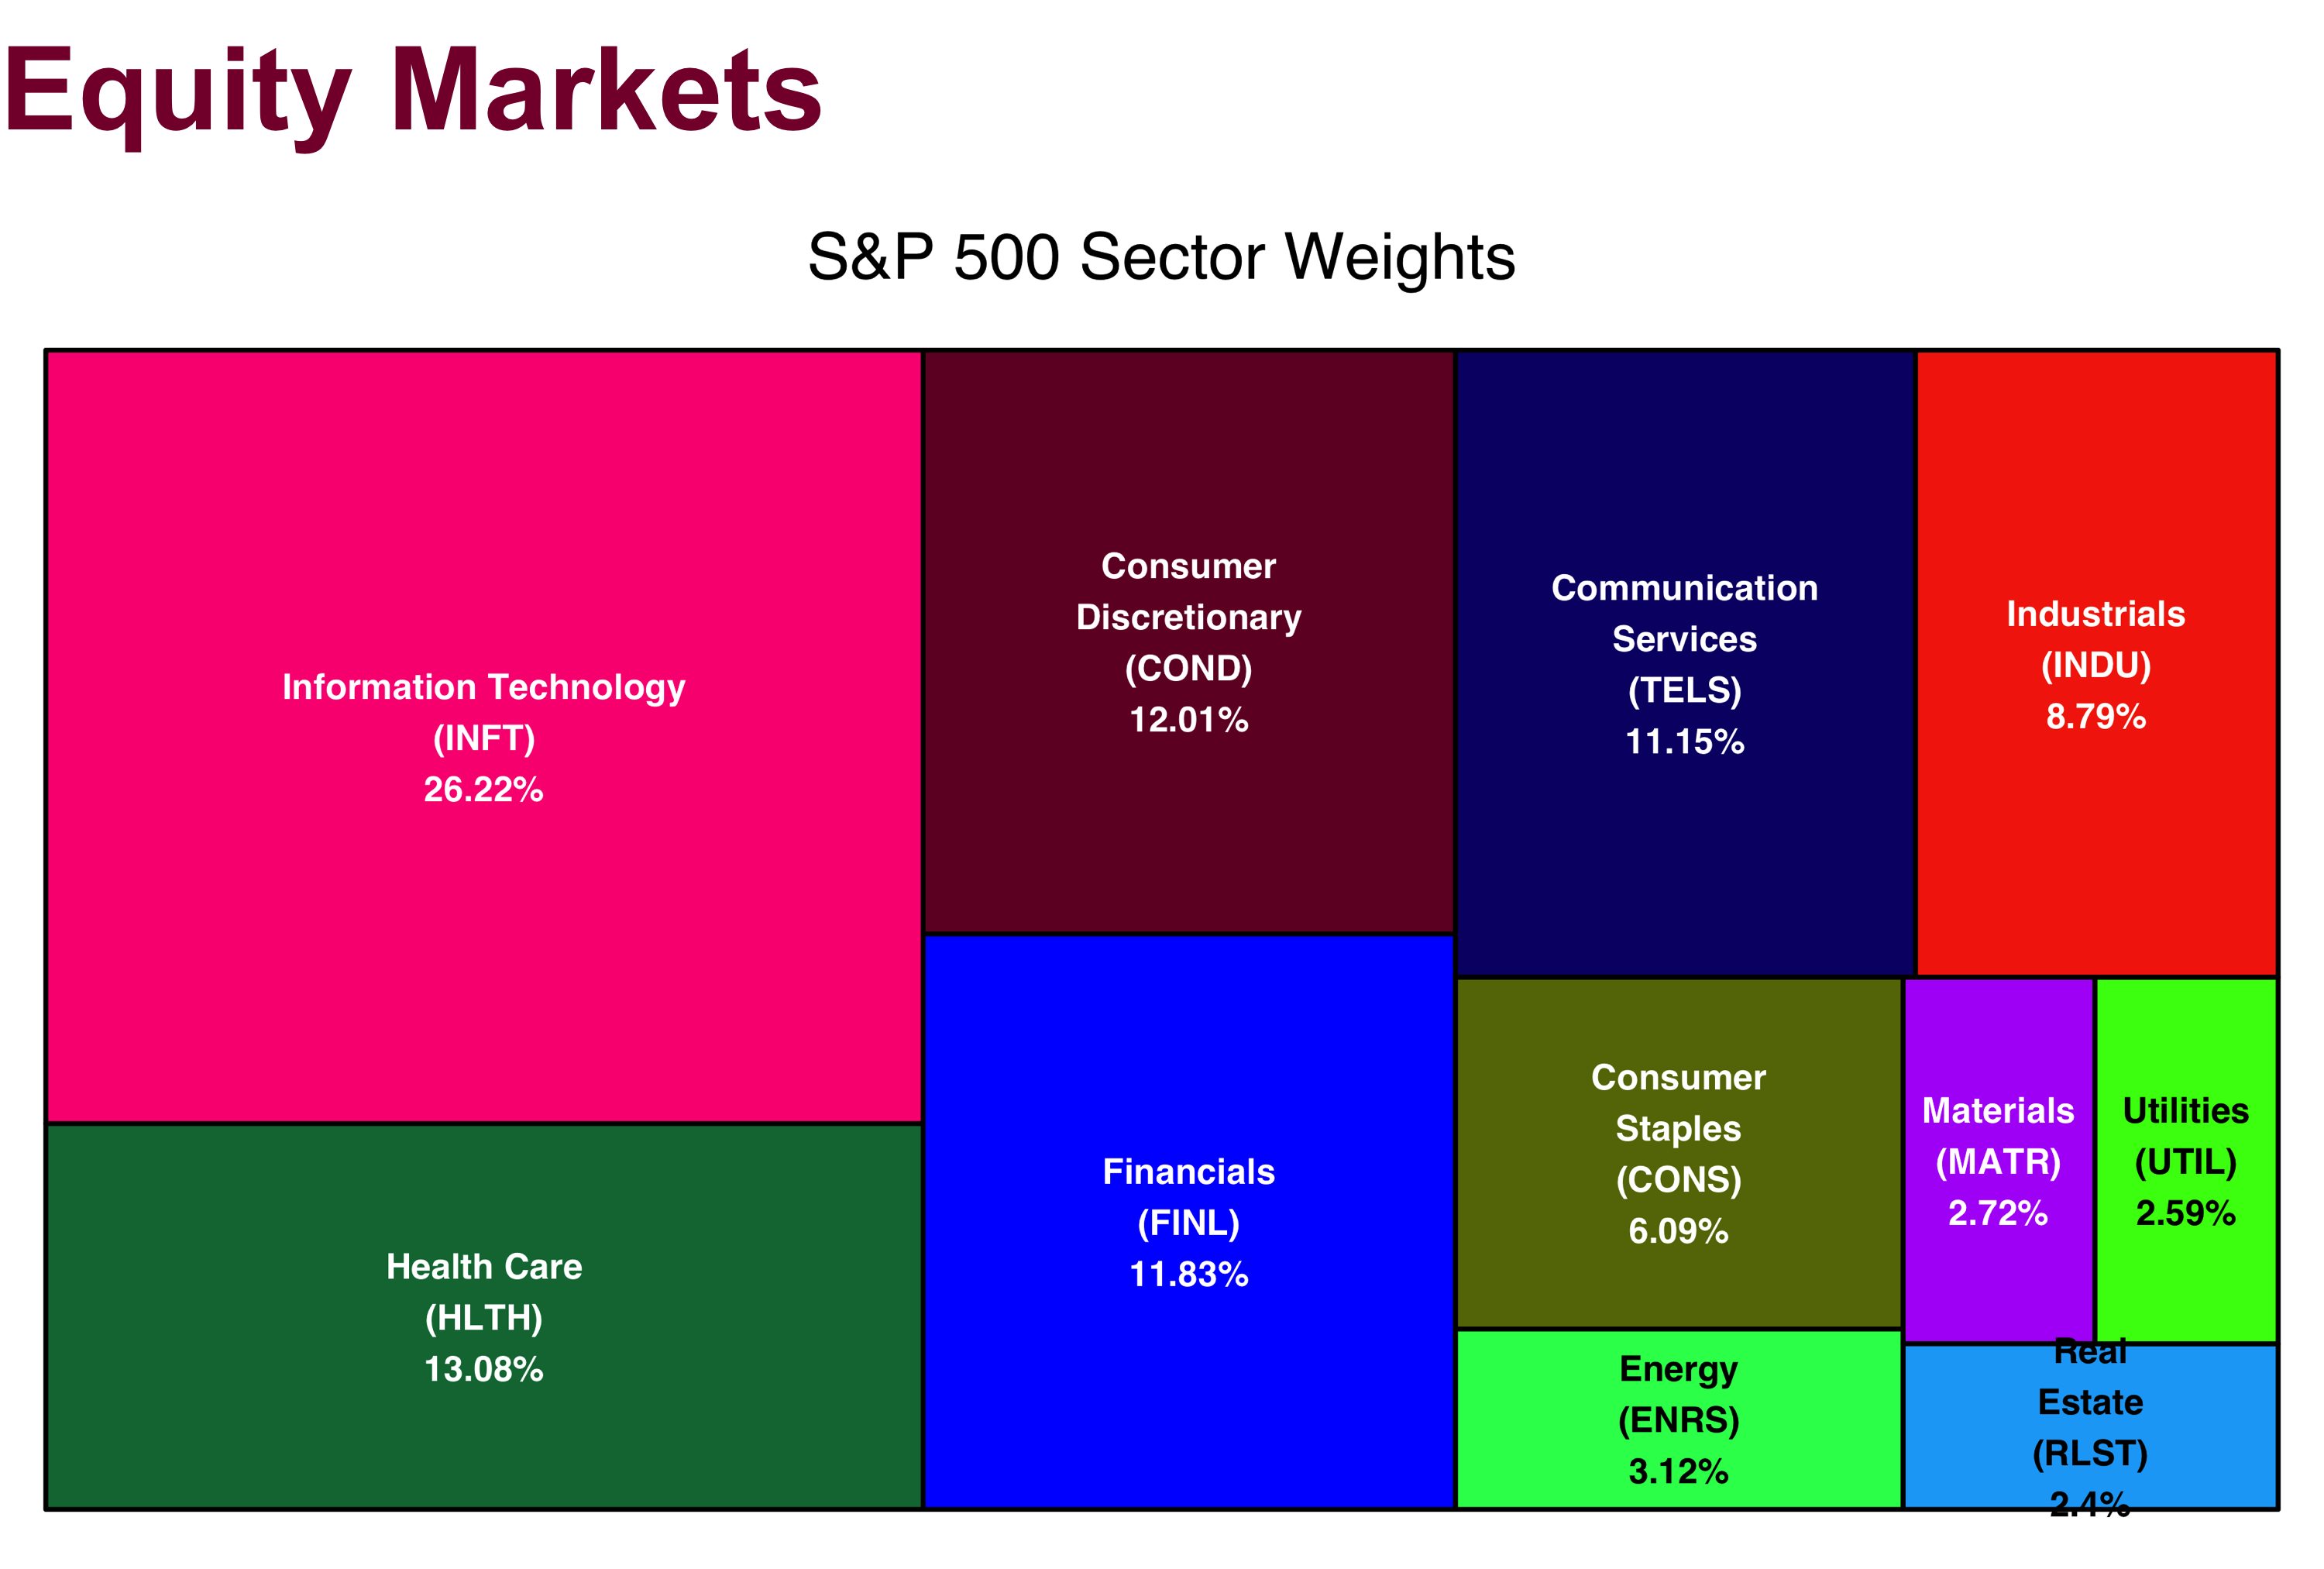 Equity Markets
S&P 500 Sector Weights
Information Technology
(INFT)
26.22%
Health Care
(HLTH)
13.08%
Consumer
Discretionary
(COND)
12.01%
Financials
(FINL)
11.83%
Communication
Services
(TELS)
11.15%
Industrials
(INDU)
8.79%
Consumer
Staples
(CONS)
6.09%
Energy
(ENRS)
3.12%
Materials
(MATR)
2.72%
Utilities
(UTIL)
2.59%
Real
Estate
(RLST)
2.4%